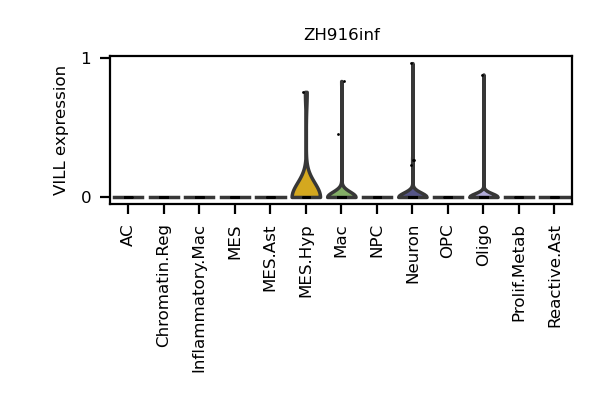 ZH916inf
VILL expression
1
0
AC
Chromatin.Reg
Inflammatory.Mac
MES
MES.Ast
MES.Hyp
Mac
NPC
Neuron
OPC
Oligo
Prolif.Metab
Reactive.Ast